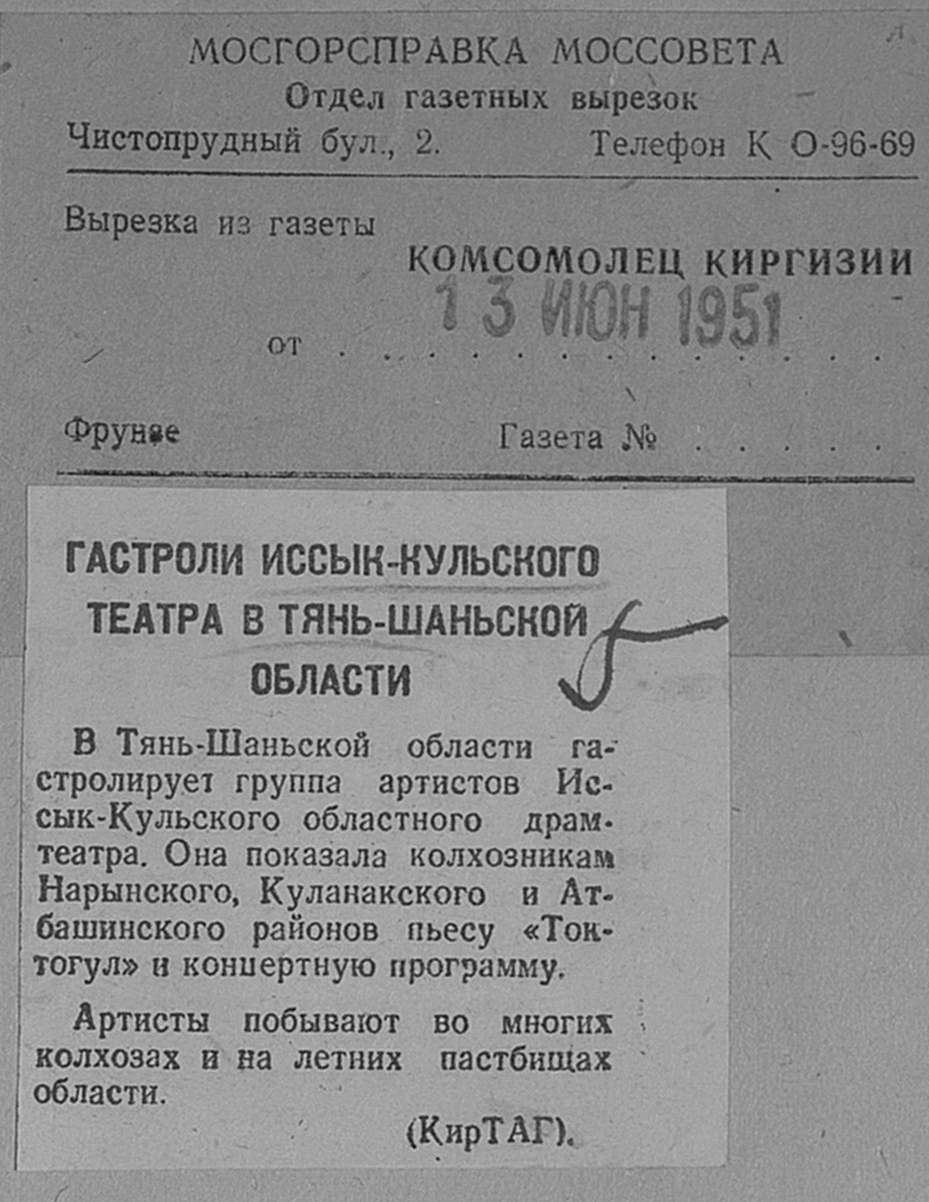 МОСГОРСПРАВКА МОССОВЕТА
Отдел газетных вырезок
Чистопрудный бул., 2. Телефон К 0-96-69
Вырезка из газеты
КОМСОМОЛЕЦ КИРГИЗИИ
13 ИЮН 1951
от . . . . . . . . . . . . . .
Фрунзе Газета № . . . . .
ГАСТРОЛИ ИССЫК-КУЛЬСКОГО
ТЕАТРА В ТЯНЬ-ШАНЬСКОЙ
ОБЛАСТИ
В Тянь-Шаньской области га-
стролирует группа артистов Ис-
сык-Кульского областного драм-
театра. Она показала колхозникам
Нарынского, Куланакского и Ат-
башинского районов пьесу «Ток-
тогул» и концертную программу.
Артисты побывают во многих
колхозах и на летних пастбищах
области.
(КирТАГ).